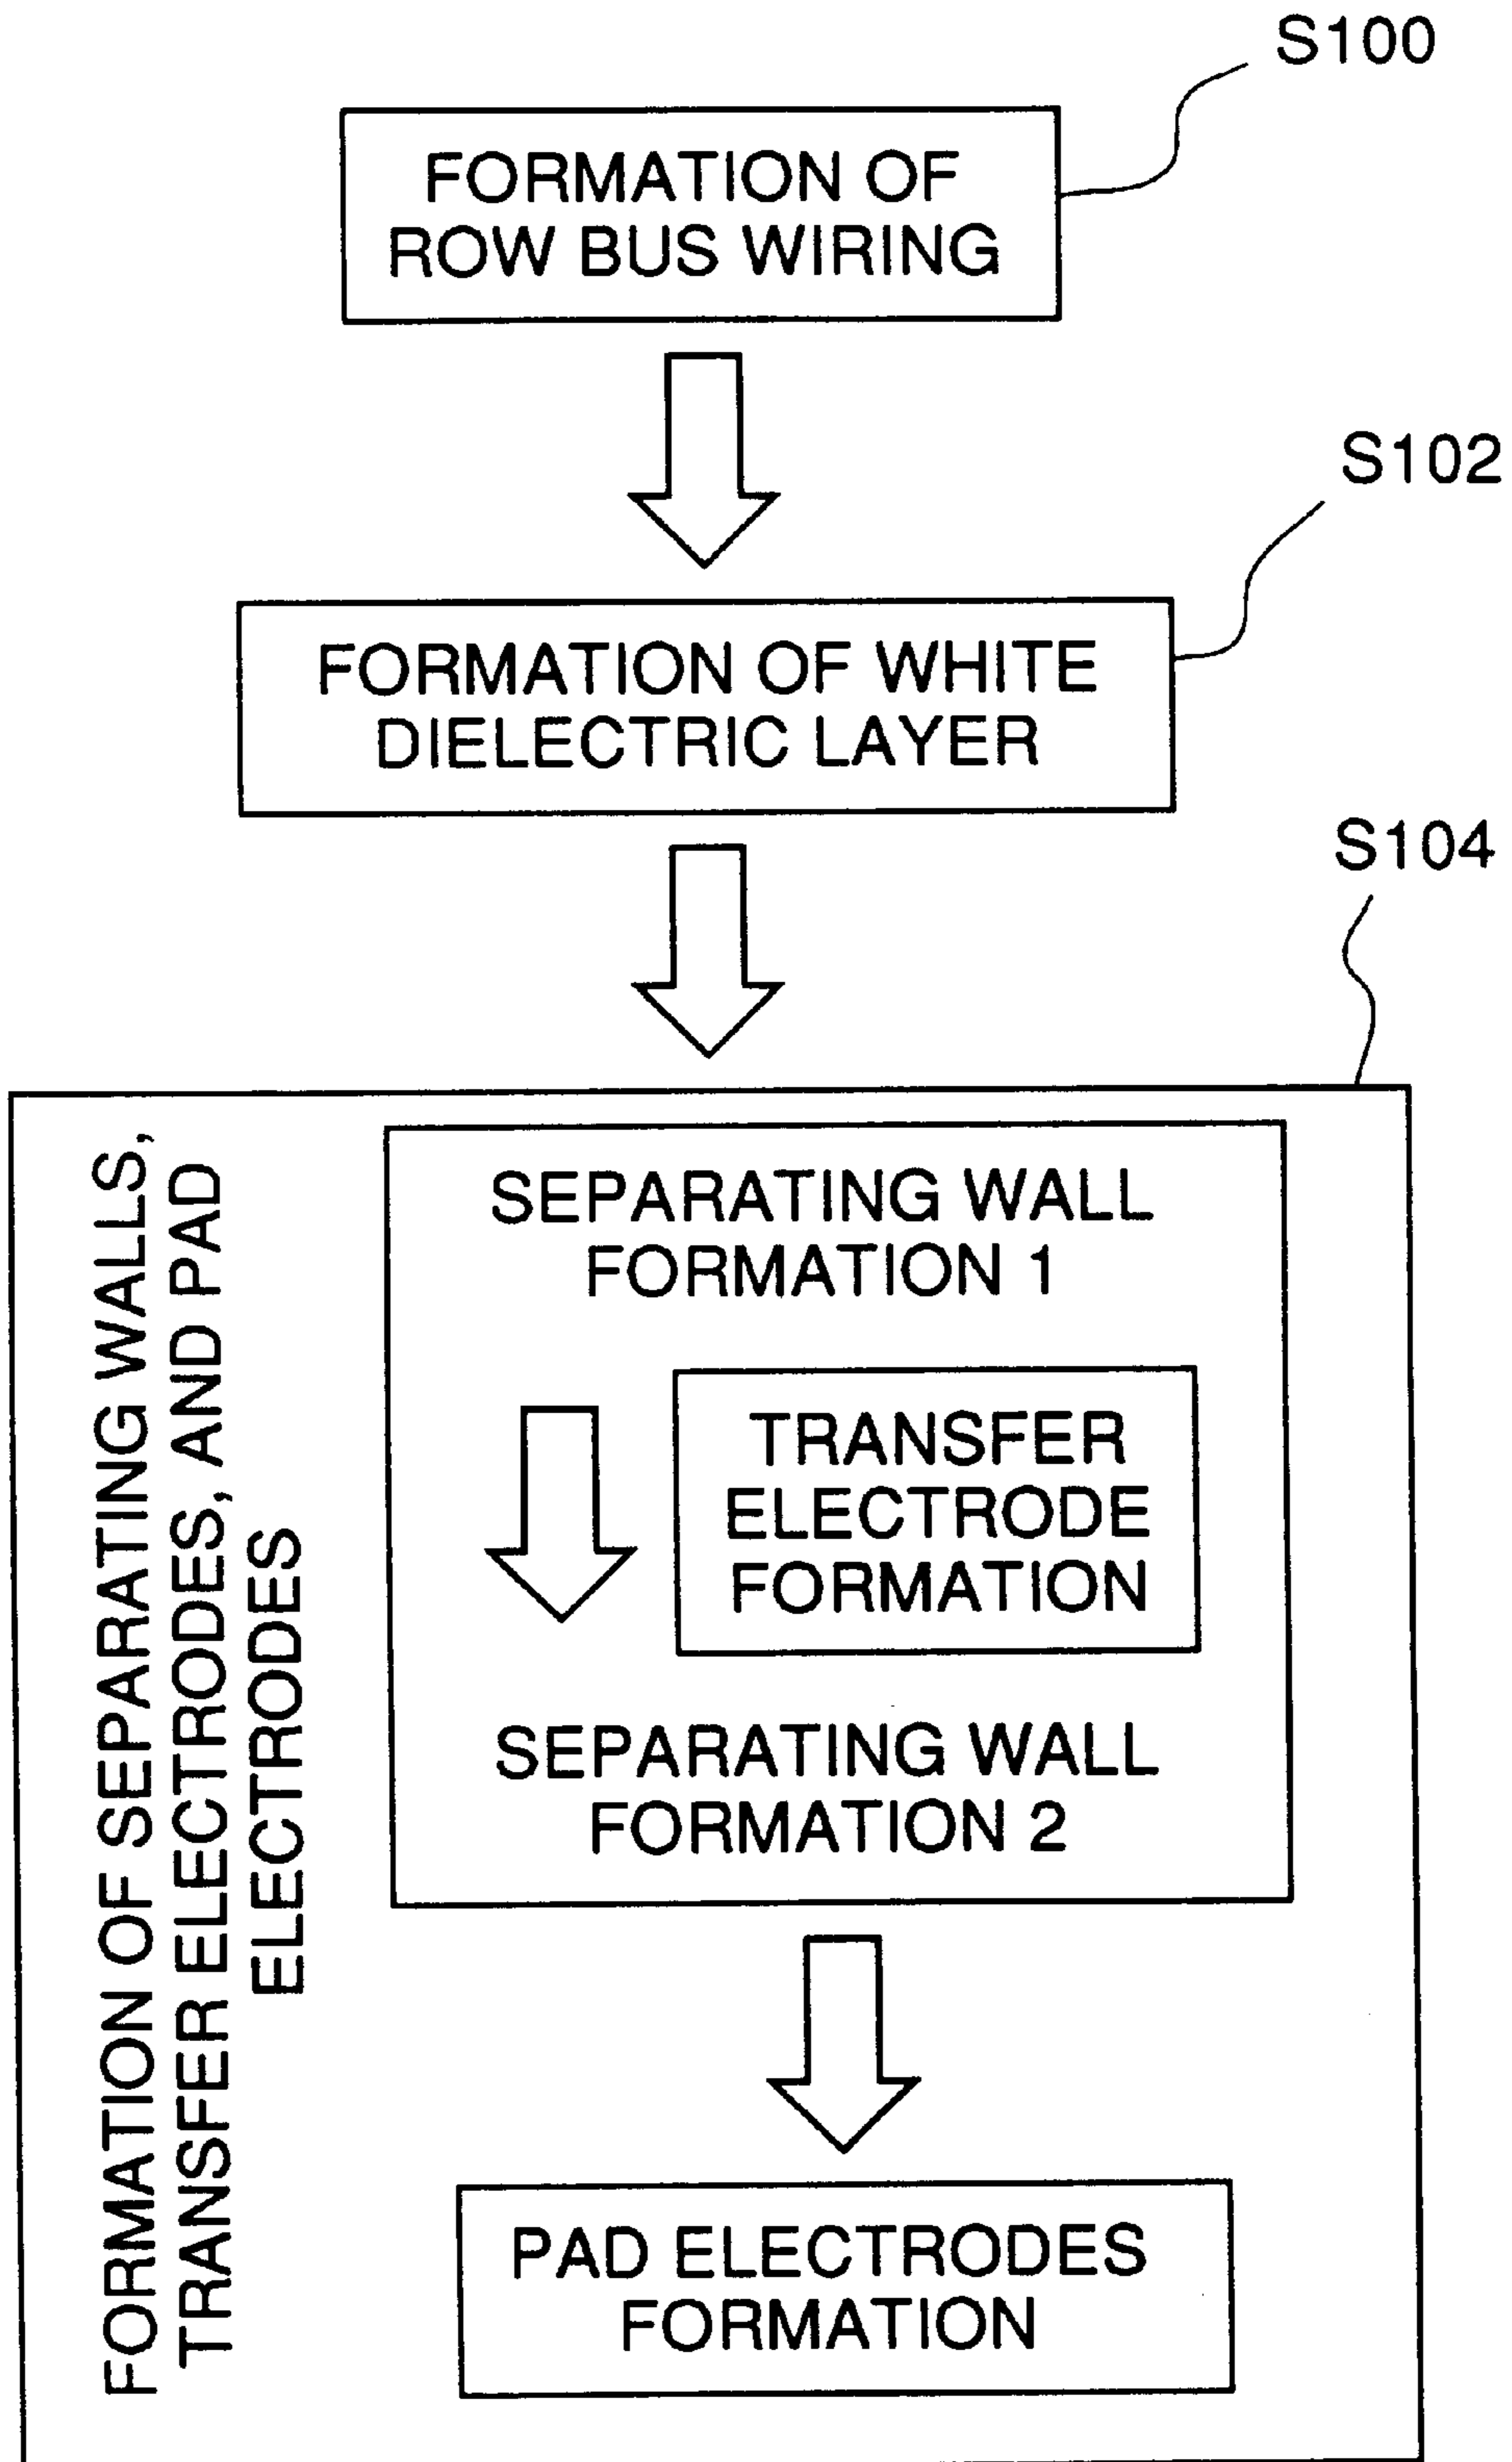 S100
FORMATION OF
ROW BUS WIRING
S102
FORMATION OF WHITE
DIELECTRIC LAYER
S104
FORMATION OF SEPARATING WALLS,
TRANSFER ELECTRODES, AND PAD
ELECTRODES
SEPARATING WALL
FORMATION 1
TRANSFER
ELECTRODE
FORMATION
SEPARATING WALL
FORMATION 2
PAD ELECTRODES
FORMATION